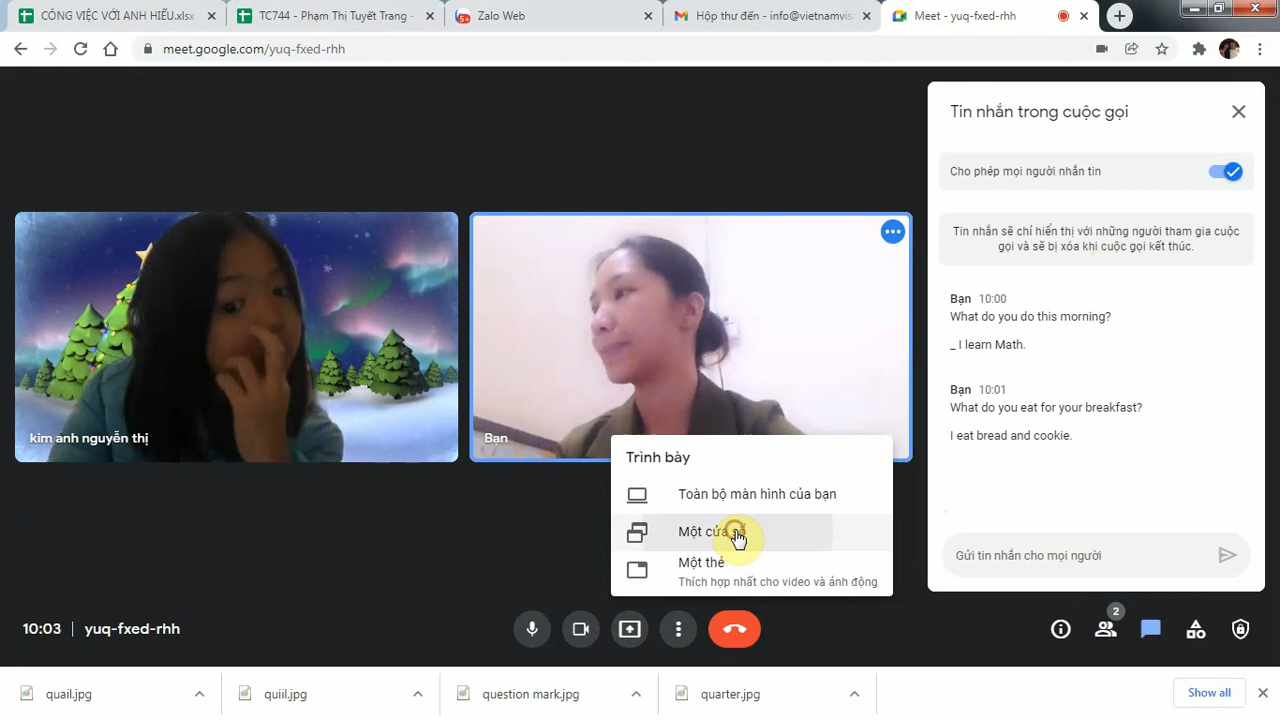 CÔNG VIỆC VỚI ANH HIẾU.xlsx
TC744 - Phạm Thị Tuyết Trang -
Zalo Web
Hộp thư đến - info@vietnamvis
Meet - yuq-fxed-rhh
meet.google.com/yuq-fxed-rhh
Tin nhắn trong cuộc gọi
Cho phép mọi người nhắn tin
Tin nhắn sẽ chỉ hiển thị với những người tham gia cuộc
gọi và sẽ bị xóa khi cuộc gọi kết thúc.
Bạn 10:00
What do you do this morning?
_ I learn Math.
Bạn 10:01
What do you eat for your breakfast?
I eat bread and cookie.
Gửi tin nhắn cho mọi người
kim anh nguyễn thị
Bạn
Trình bày
Toàn bộ màn hình của bạn
Một cửa sổ
Một thẻ
Thích hợp nhất cho video và ảnh động
10:03 | yuq-fxed-rhh
2
quail.jpg
quiil.jpg
question mark.jpg
quarter.jpg
Show all